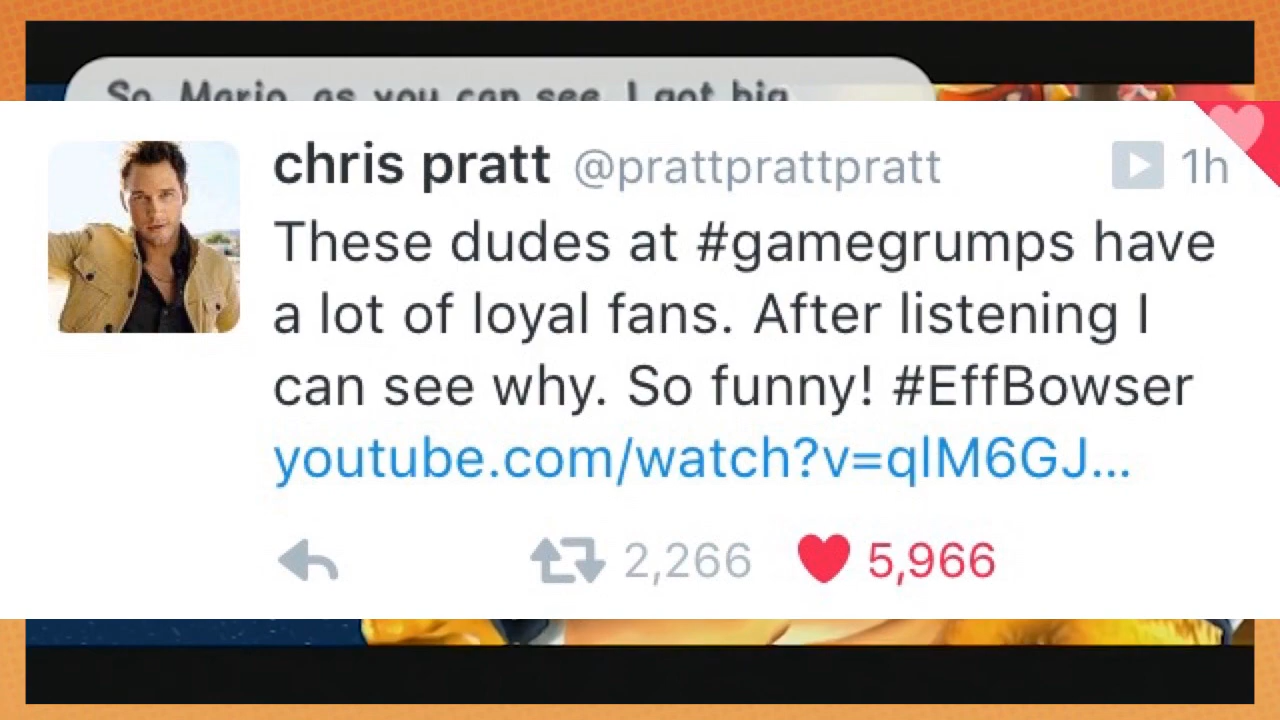 So, Mario, as you can see, I got big
chris pratt @prattprattpratt 1h
These dudes at #gamegrumps have
a lot of loyal fans. After listening I
can see why. So funny! #EffBowser
youtube.com/watch?v=qlM6GJ...
2,266 5,966